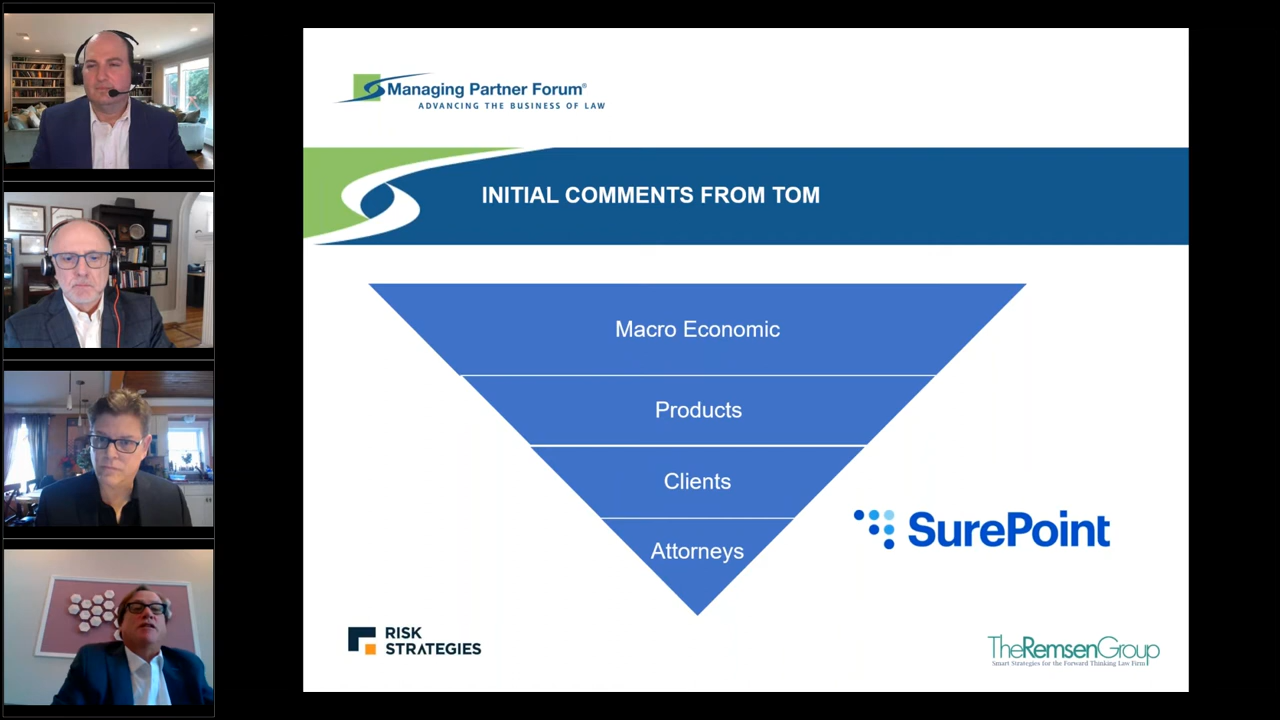 Managing Partner Forum®
ADVANCING THE BUSINESS OF LAW
INITIAL COMMENTS FROM TOM
Macro Economic
Products
Clients
Attorneys
SurePoint
RISK
STRATEGIES
TheRemsenGroup
Smart Strategies for the Forward Thinking Law Firm